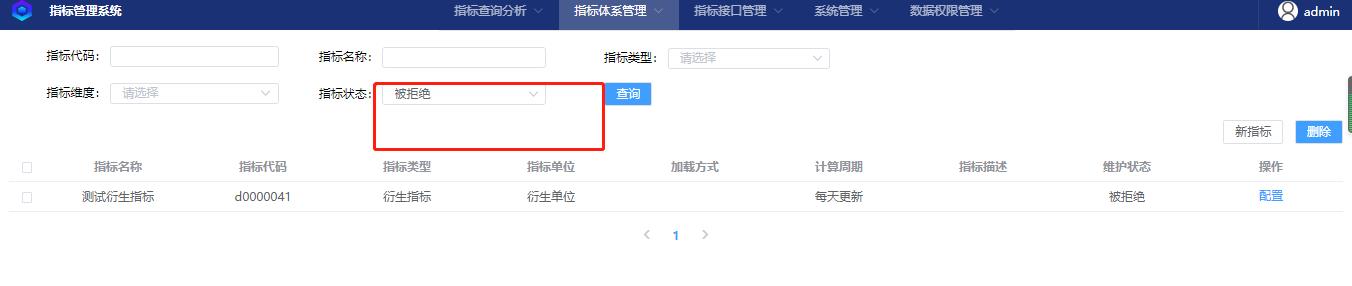 指标管理系统 指标查询分析 指标体系管理 指标接口管理 系统管理 数据权限管理 admin
指标代码： 指标名称： 指标类型： 请选择
指标维度： 请选择 指标状态： 被拒绝 查询
新指标 删除
指标名称 指标代码 指标类型 指标单位 加载方式 计算周期 指标描述 维护状态 操作
测试衍生指标 d0000041 衍生指标 衍生单位 每天更新 被拒绝 配置
1